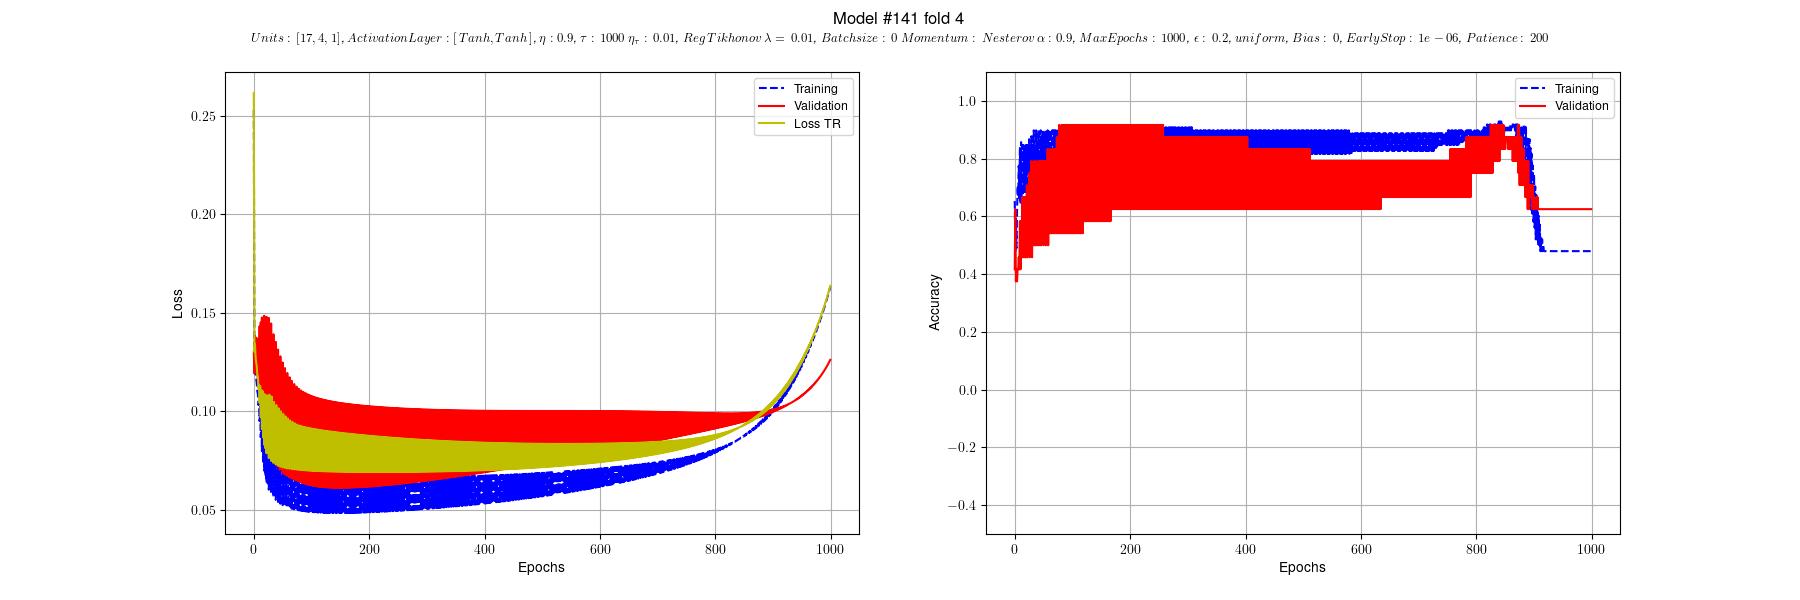 Model #141 fold 4
Units : [17, 4, 1], ActivationLayer : [Tanh, Tanh], η : 0.9, τ : 1000 η_τ : 0.01, RegTikhonov λ = 0.01, Batchsize : 0 Momentum : Nesterov α : 0.9, MaxEpochs : 1000, ϵ : 0.2, uniform, Bias : 0, EarlyStop : 1e − 06, Patience : 200
Training
Validation
Loss TR
0.25
0.20
0.15
0.10
0.05
Loss
0 200 400 600 800 1000
Epochs
Training
Validation
1.0
0.8
0.6
0.4
0.2
0.0
−0.2
−0.4
Accuracy
0 200 400 600 800 1000
Epochs